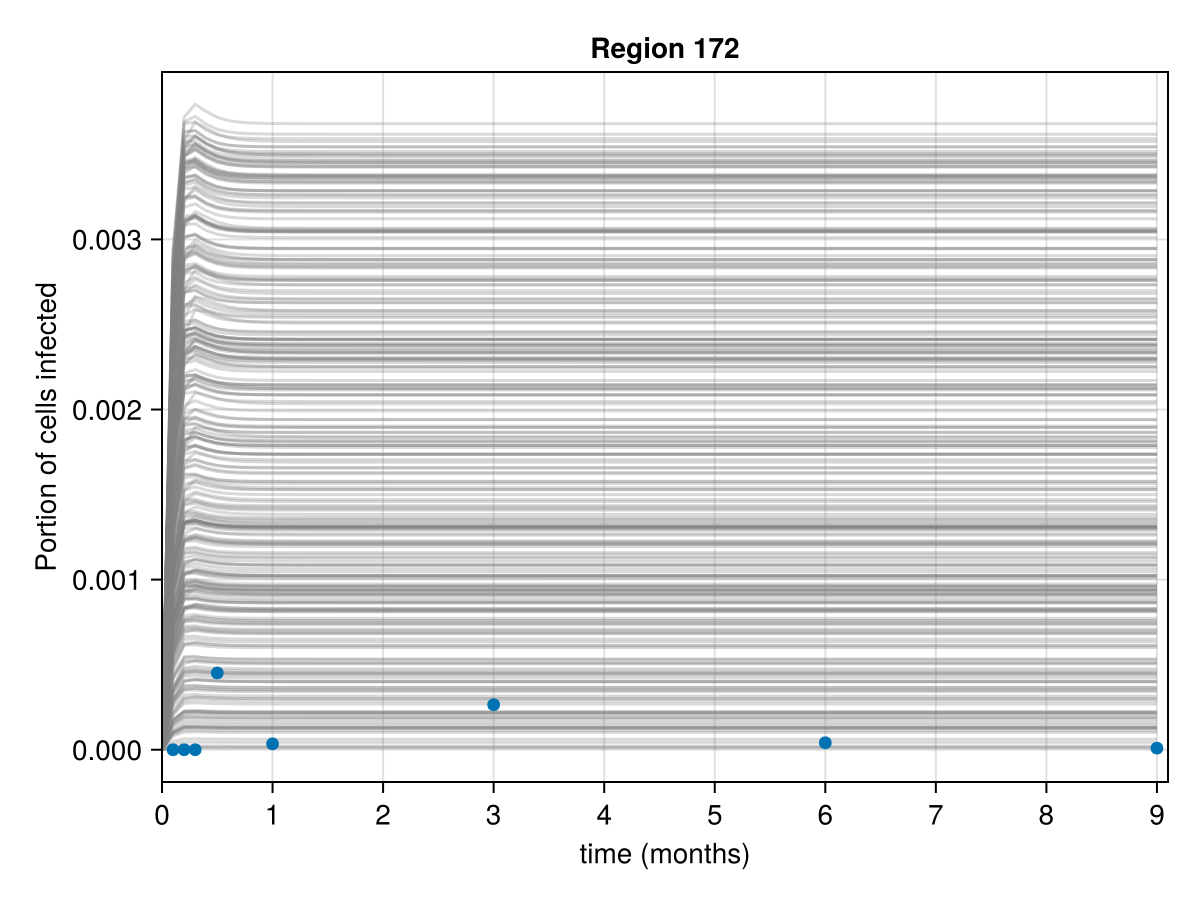 Region 172
Portion of cells infected
0.003
0.002
0.001
0.000
0 1 2 3 4 5 6 7 8 9
time (months)